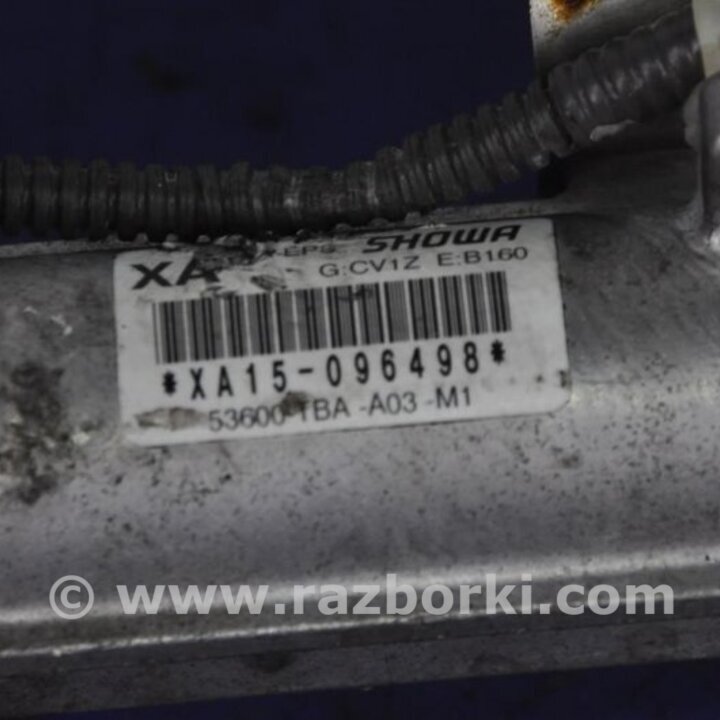 XA EPS SHOWA
G:CV1Z E:B160
*XA15-096498*
53600-TBA -A03 -M1
© www.razborki.com